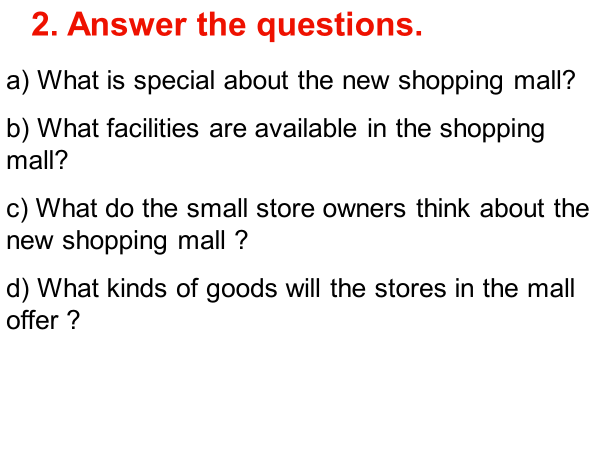 2. Answer the questions.
a) What is special about the new shopping mall?
b) What facilities are available in the shopping
mall?
c) What do the small store owners think about the
new shopping mall ?
d) What kinds of goods will the stores in the mall
offer ?